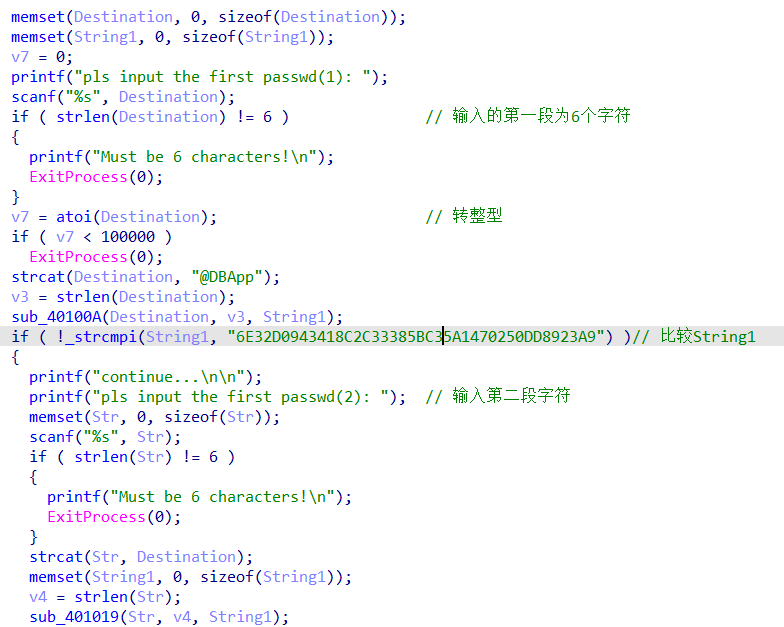 memset(Destination, 0, sizeof(Destination));
memset(String1, 0, sizeof(String1));
v7 = 0;
printf("pls input the first passwd(1): ");
scanf("%s", Destination);
if ( strlen(Destination) != 6 ) // 输入的第一段为6个字符
{
printf("Must be 6 characters!\n");
ExitProcess(0);
}
v7 = atoi(Destination); // 转整型
if ( v7 < 100000 )
ExitProcess(0);
strcat(Destination, "@DBApp");
v3 = strlen(Destination);
sub_40100A(Destination, v3, String1);
if ( !_strcmpi(String1, "6E32D0943418C2C33385BC35A1470250DD8923A9") )// 比较String1
{
printf("continue...\n\n");
printf("pls input the first passwd(2): "); // 输入第二段字符
memset(Str, 0, sizeof(Str));
scanf("%s", Str);
if ( strlen(Str) != 6 )
{
printf("Must be 6 characters!\n");
ExitProcess(0);
}
strcat(Str, Destination);
memset(String1, 0, sizeof(String1));
v4 = strlen(Str);
sub_401019(Str, v4, String1);